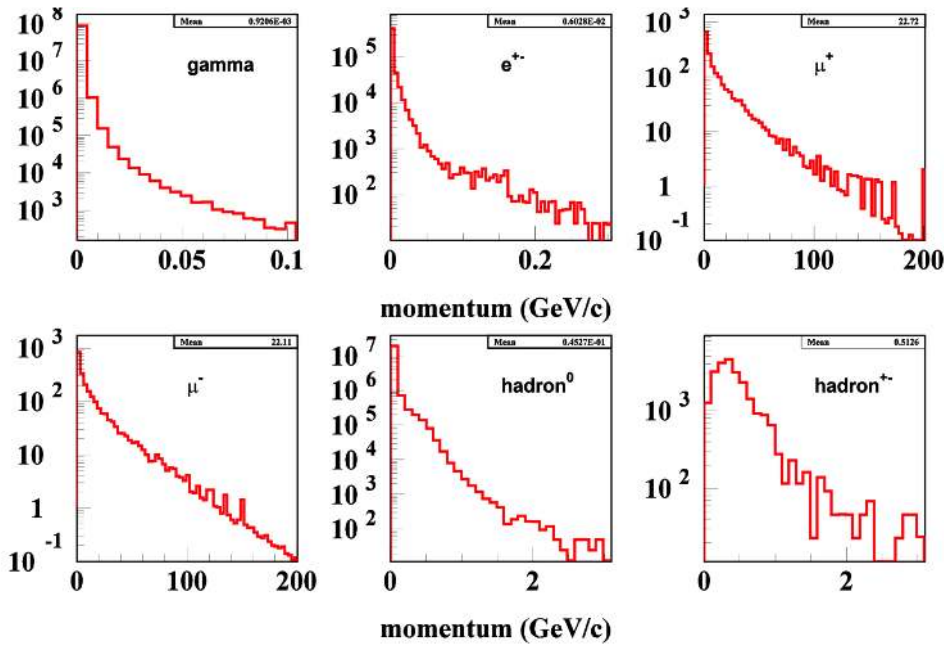 Mean 0.9206E-03
gamma
10^8
10^7
10^6
10^5
10^4
10^3
0 0.05 0.1
Mean 0.6028E-02
e^+-
10^5
10^4
10^3
10^2
0 0.2
Mean 22.72
μ^+
10^3
10^2
10
1
10^-1
0 100 200
momentum (GeV/c)
Mean 22.11
μ^-
10^3
10^2
10
1
10^-1
0 100 200
Mean 0.4527E-01
hadron^0
10^7
10^6
10^5
10^4
10^3
10^2
0 2
Mean 0.5126
hadron^+-
10^3
10^2
0 2
momentum (GeV/c)